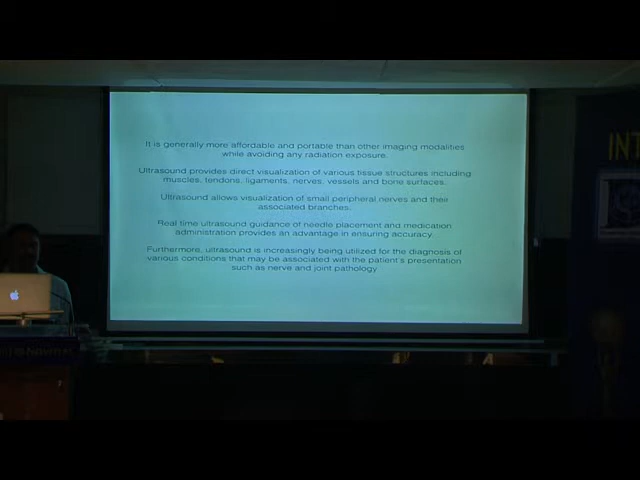 It is generally more affordable and portable than other imaging modalities
while avoiding any radiation exposure.
Ultrasound provides direct visualization of various tissue structures including
muscles, tendons, ligaments, nerves, vessels and bone surfaces.
Ultrasound allows visualization of small peripheral nerves and their
associated branches.
Real time ultrasound guidance of needle placement and medication
administration provides an advantage in ensuring accuracy.
Furthermore, ultrasound is increasingly being utilized for the diagnosis of
various conditions that may be associated with the patient's presentation
such as nerve and joint pathology
INT